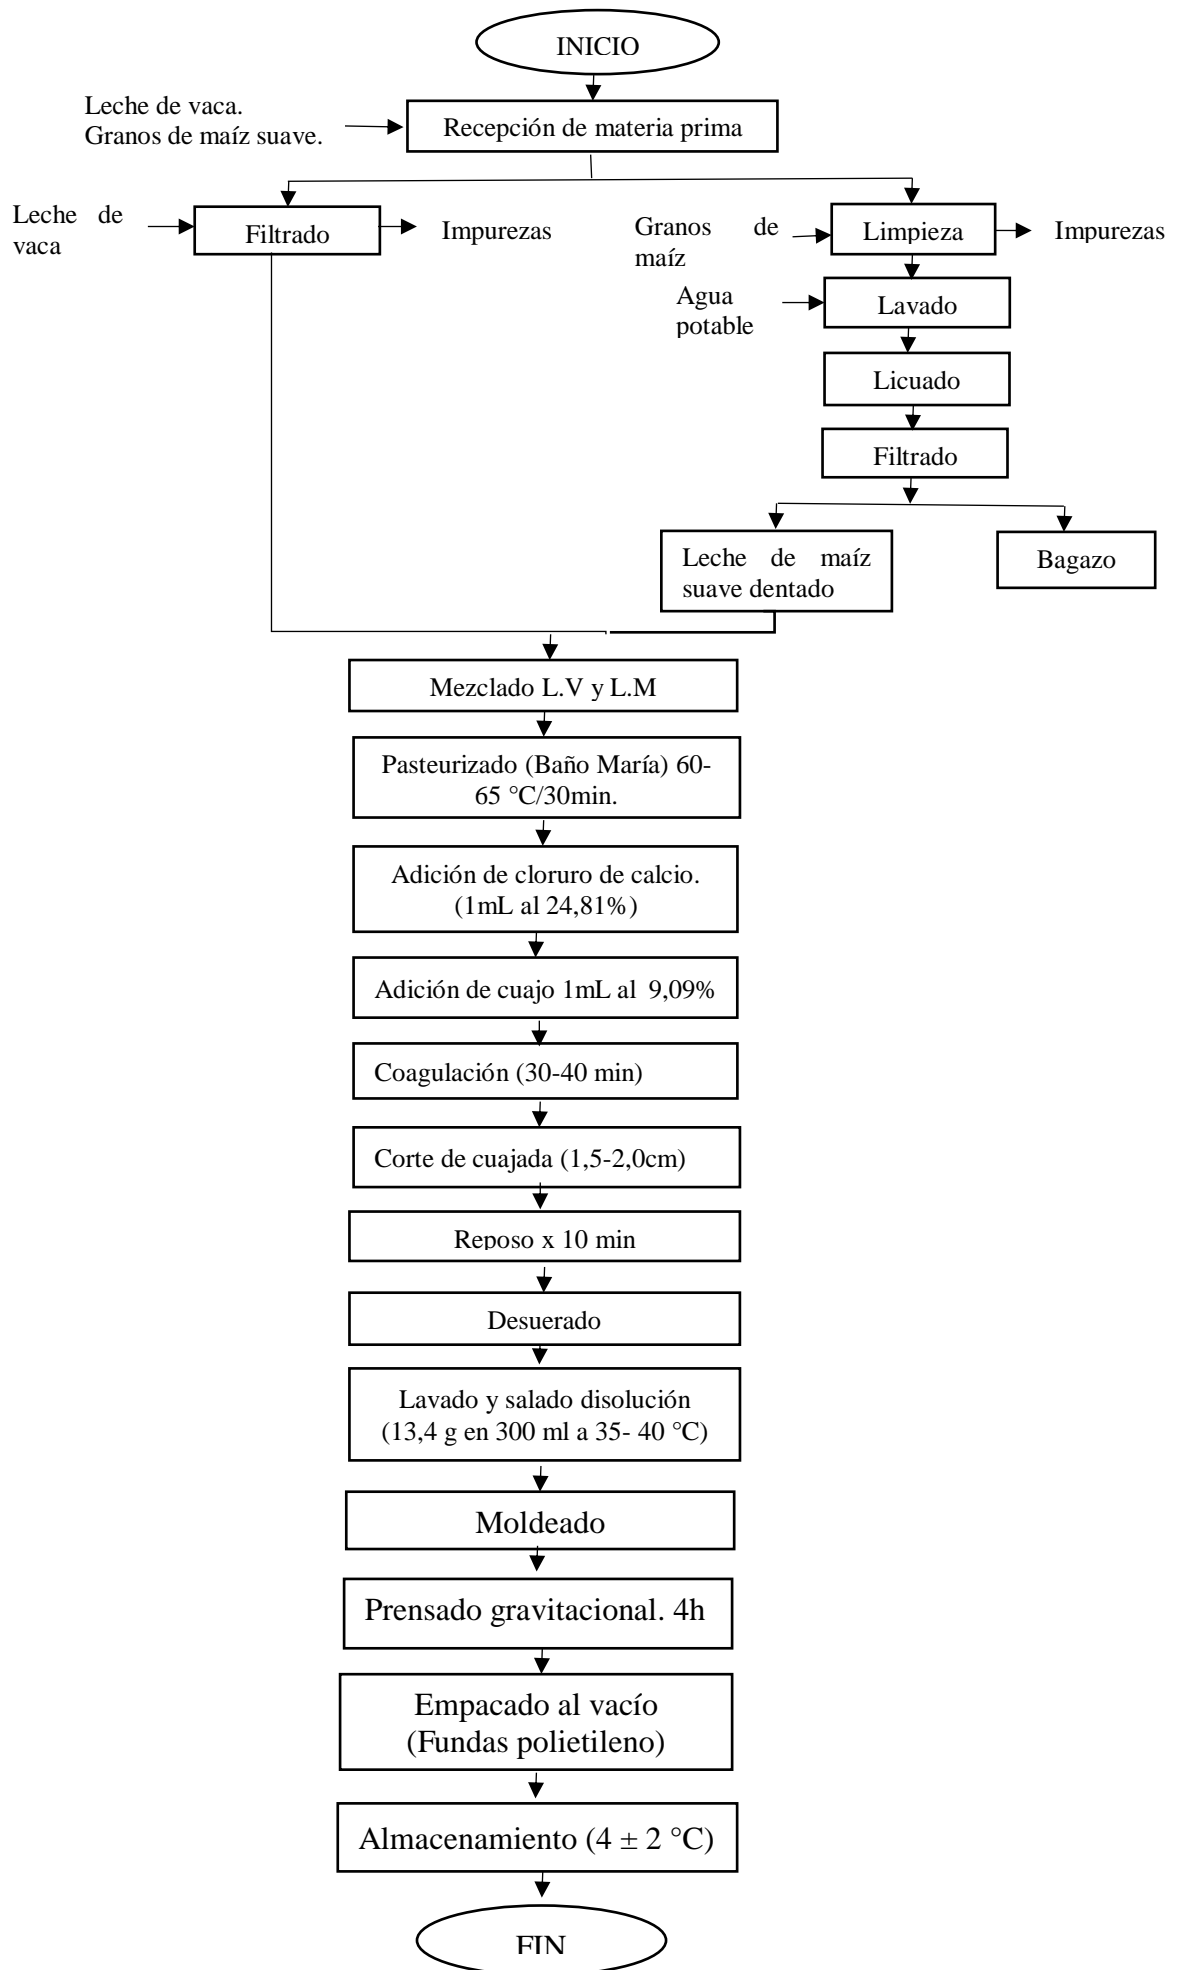 INICIO
Leche de vaca.
Granos de maíz suave.
Recepción de materia prima
Leche de
vaca
Filtrado
Impurezas
Granos de
maíz
Limpieza
Impurezas
Agua
potable
Lavado
Licuado
Filtrado
Leche de maíz
suave dentado
Bagazo
Mezclado L.V y L.M
Pasteurizado (Baño María) 60-
65 °C/30min.
Adición de cloruro de calcio.
(1mL al 24,81%)
Adición de cuajo 1mL al 9,09%
Coagulación (30-40 min)
Corte de cuajada (1,5-2,0cm)
Reposo x 10 min
Desuerado
Lavado y salado disolución
(13,4 g en 300 ml a 35- 40 °C)
Moldeado
Prensado gravitacional. 4h
Empacado al vacío
(Fundas polietileno)
Almacenamiento (4 ± 2 °C)
FIN